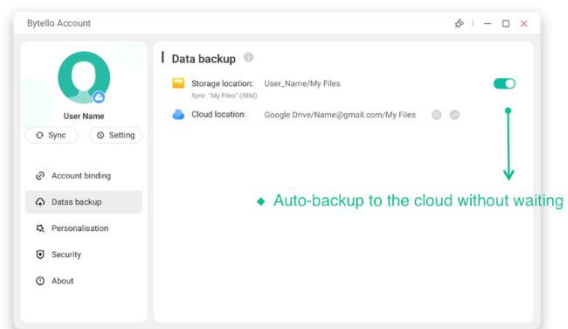 Bytello Account
User Name
Sync
Setting
Account binding
Datas backup
Personalisation
Security
About
Data backup
Storage location: User_Name/My Files
Sync "My Files" (38M)
Cloud location: Google Drive/Name@gmail.com/My Files
Auto-backup to the cloud without waiting